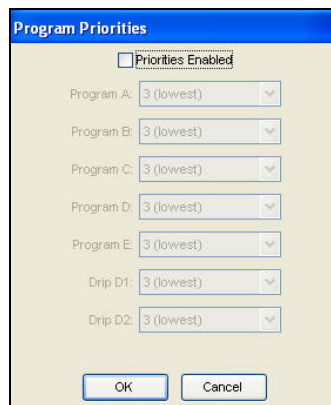 Program Priorities
Priorities Enabled
Program A: 3 (lowest)
Program B: 3 (lowest)
Program C: 3 (lowest)
Program D: 3 (lowest)
Program E: 3 (lowest)
Drip D1: 3 (lowest)
Drip D2: 3 (lowest)
OK Cancel